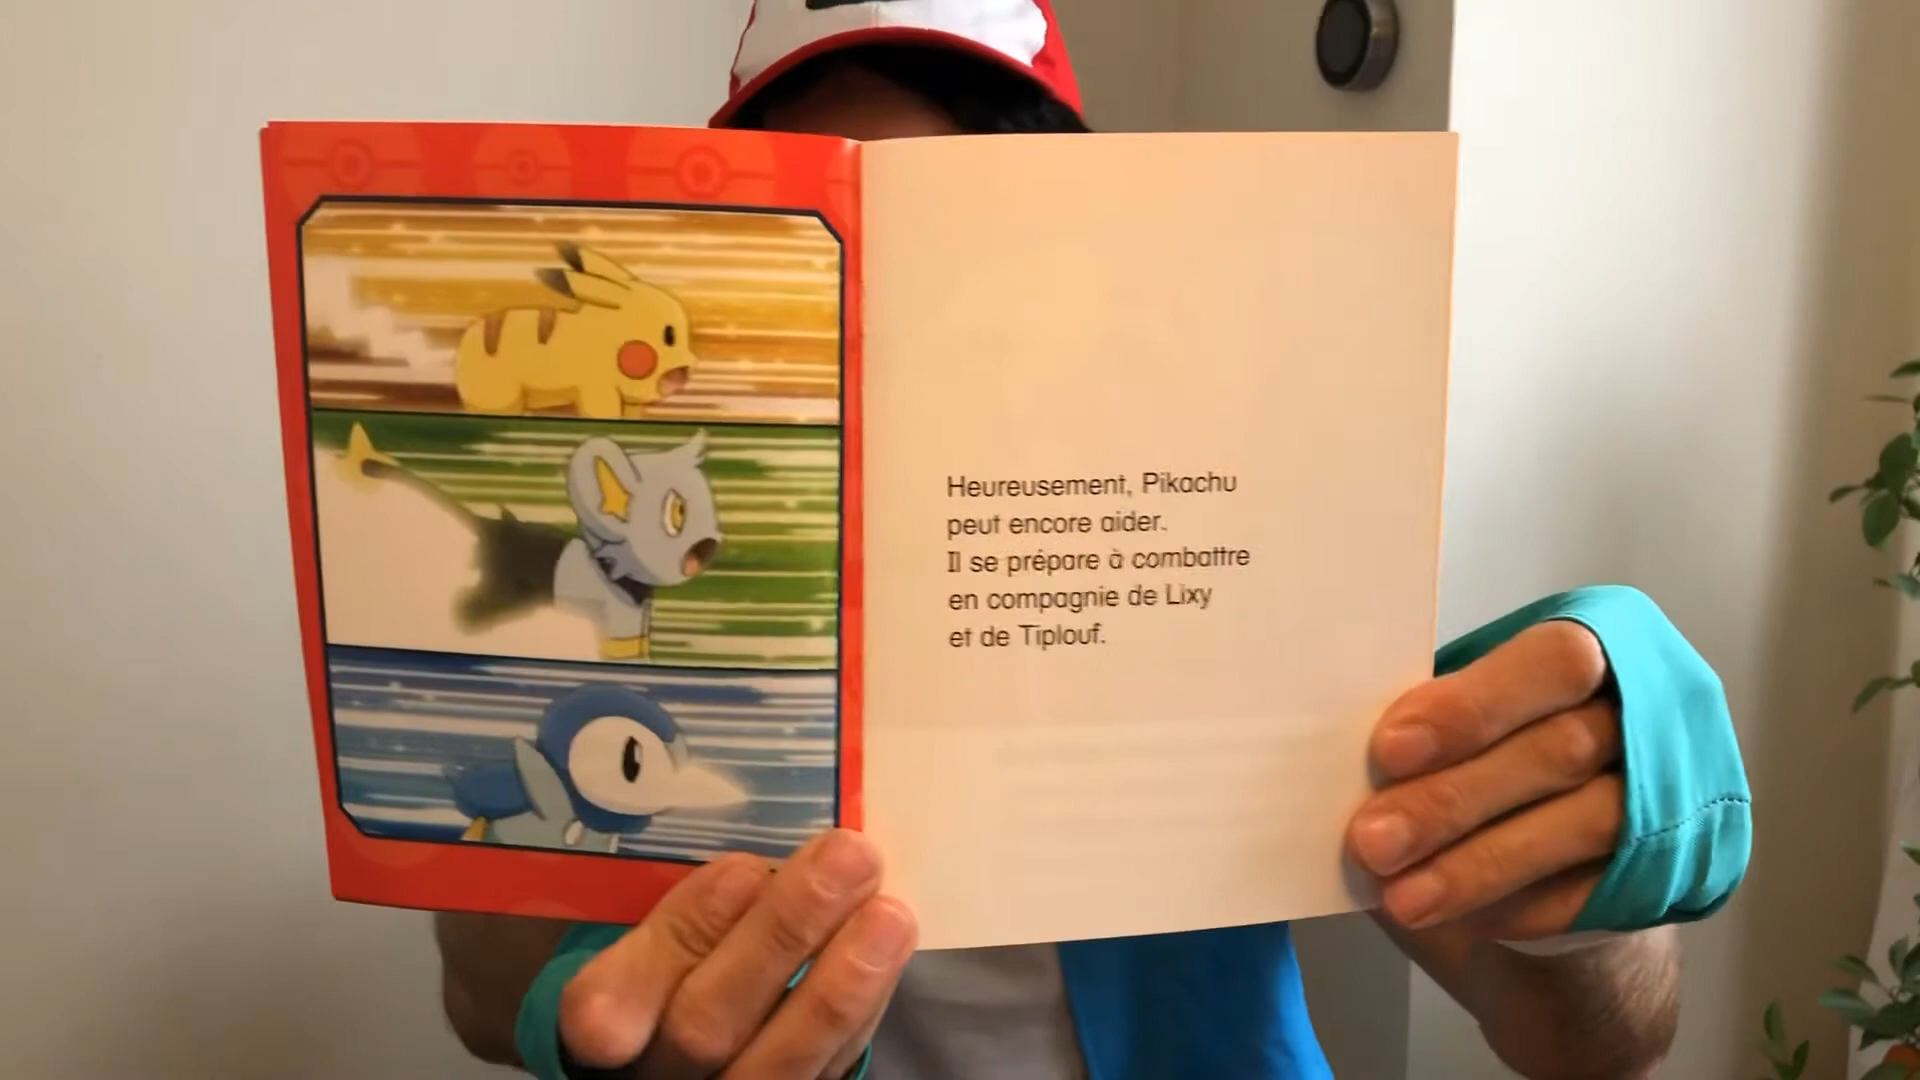 Heureusement, Pikachu
peut encore aider.
Il se prépare à combattre
en compagnie de Lixy
et de Tiplouf.